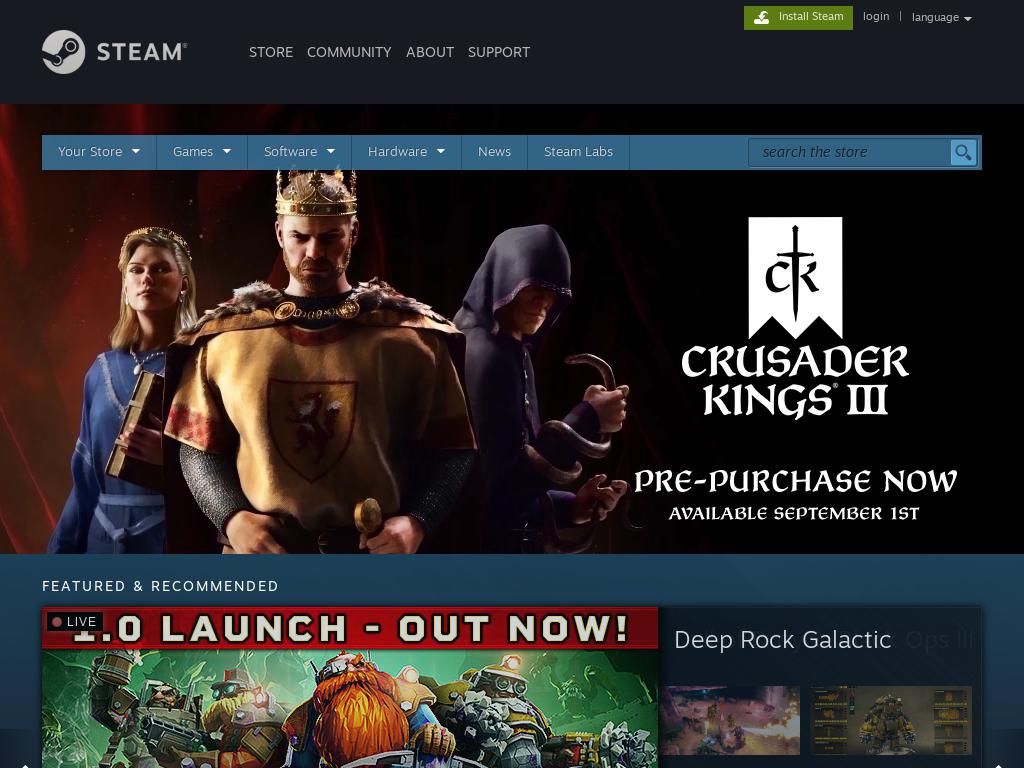 Install Steam
login
|
language
STEAM®
STORE
COMMUNITY
ABOUT
SUPPORT
Your Store
Games
Software
Hardware
News
Steam Labs
search the store
CK
CRUSADER
KINGS® III
PRE-PURCHASE NOW
AVAILABLE SEPTEMBER 1ST
FEATURED & RECOMMENDED
LIVE
1.0 LAUNCH - OUT NOW!
Deep Rock Galactic
Ops III